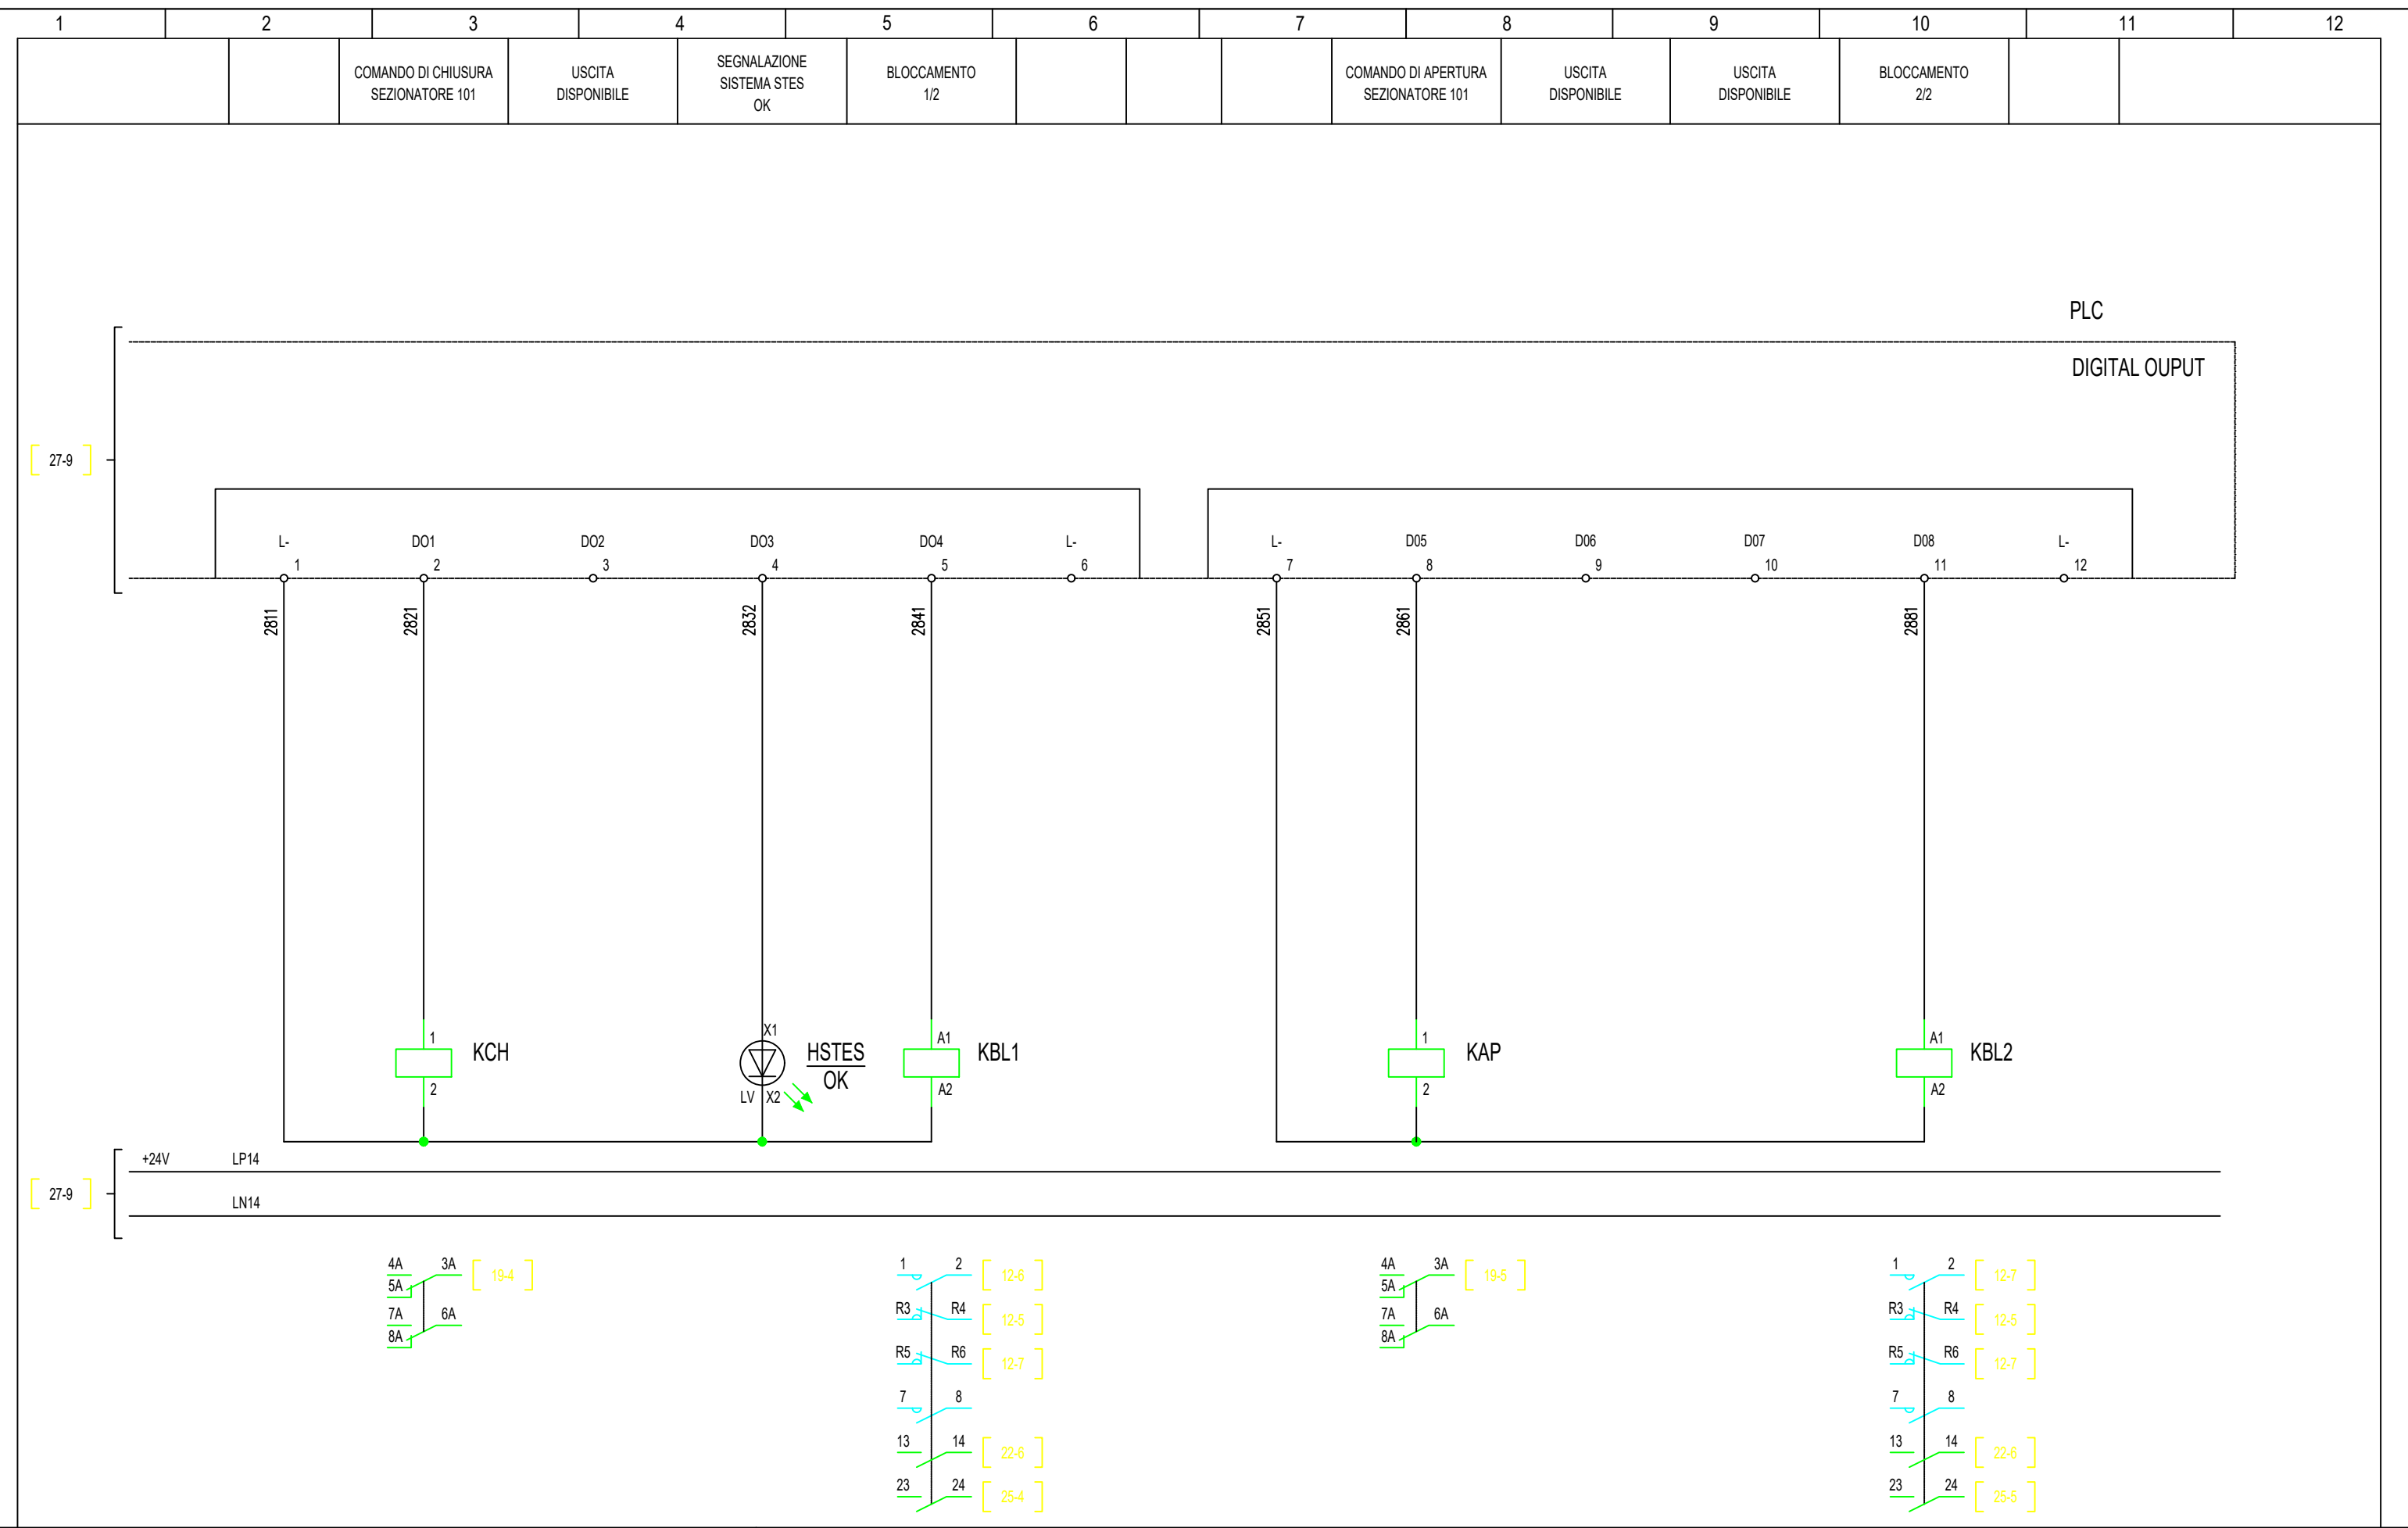 1 2 3 4 5 6 7 8 9 10 11 12
COMANDO DI CHIUSURA
SEZIONATORE 101
USCITA
DISPONIBILE
SEGNALAZIONE
SISTEMA STES
OK
BLOCCAMENTO
1/2
COMANDO DI APERTURA
SEZIONATORE 101
USCITA
DISPONIBILE
USCITA
DISPONIBILE
BLOCCAMENTO
2/2
PLC
DIGITAL OUPUT
27-9
L- DO1 DO2 DO3 DO4 L- L- D05 D06 D07 D08 L-
1 2 3 4 5 6 7 8 9 10 11 12
2811 2821 2832 2841 2851 2861 2881
1
KCH
2
X1
HSTES
OK
LV X2
A1
KBL1
A2
1
KAP
2
A1
KBL2
A2
+24V LP14
27-9
LN14
4A 3A 19-4
5A
7A 6A
8A
1 2 12-6
R3 R4 12-5
R5 R6 12-7
7 8
13 14 22-6
23 24 25-4
4A 3A 19-5
5A
7A 6A
8A
1 2 12-7
R3 R4 12-5
R5 R6 12-7
7 8
13 14 22-6
23 24 25-5